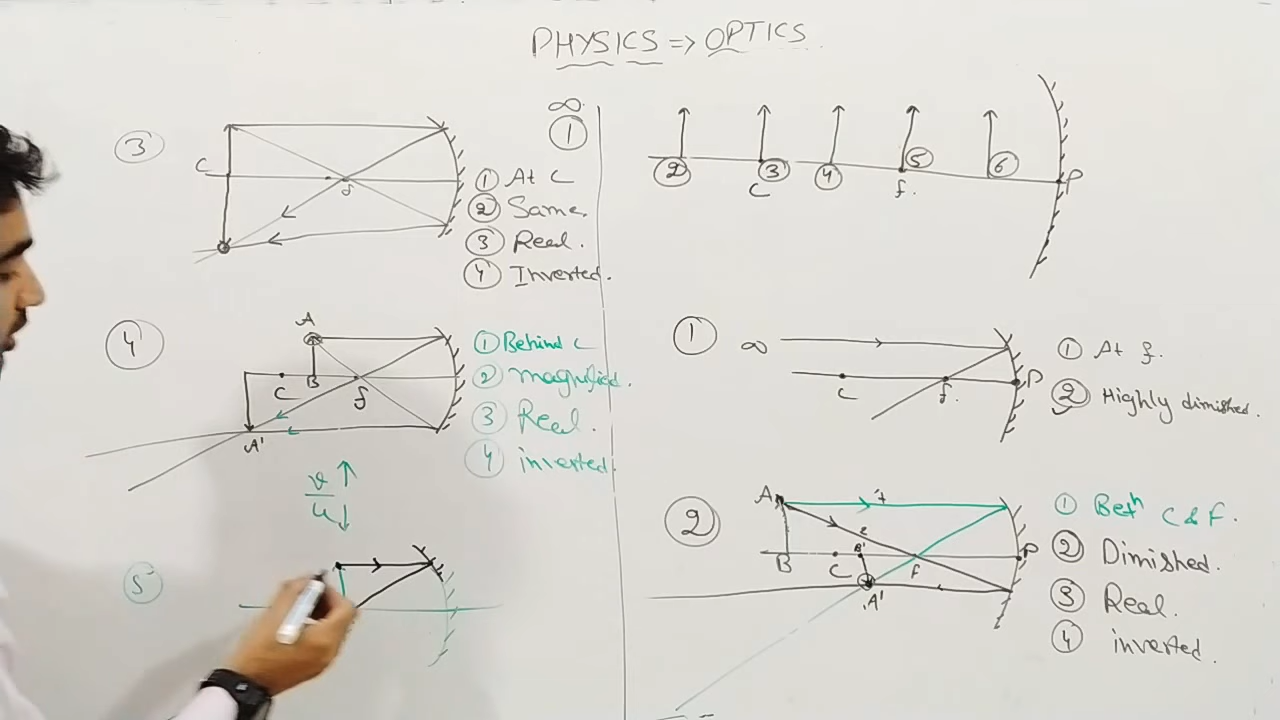 PHYSICS ⇒ OPTICS
∞
①
③
C
f
① At C
② Same.
③ Real.
④ Inverted.
④
A
C
B
f
A'
① Behind C
② magnified.
③ Real.
④ inverted.
v/u
⑤
② ③ ④ ⑤ ⑥
C
f.
P
①
∞
C
f.
P
① At f.
② Highly dimished.
②
A
B
C
B'
A'
f
P
① Betⁿ C & F.
② Dimished.
③ Real.
④ inverted.